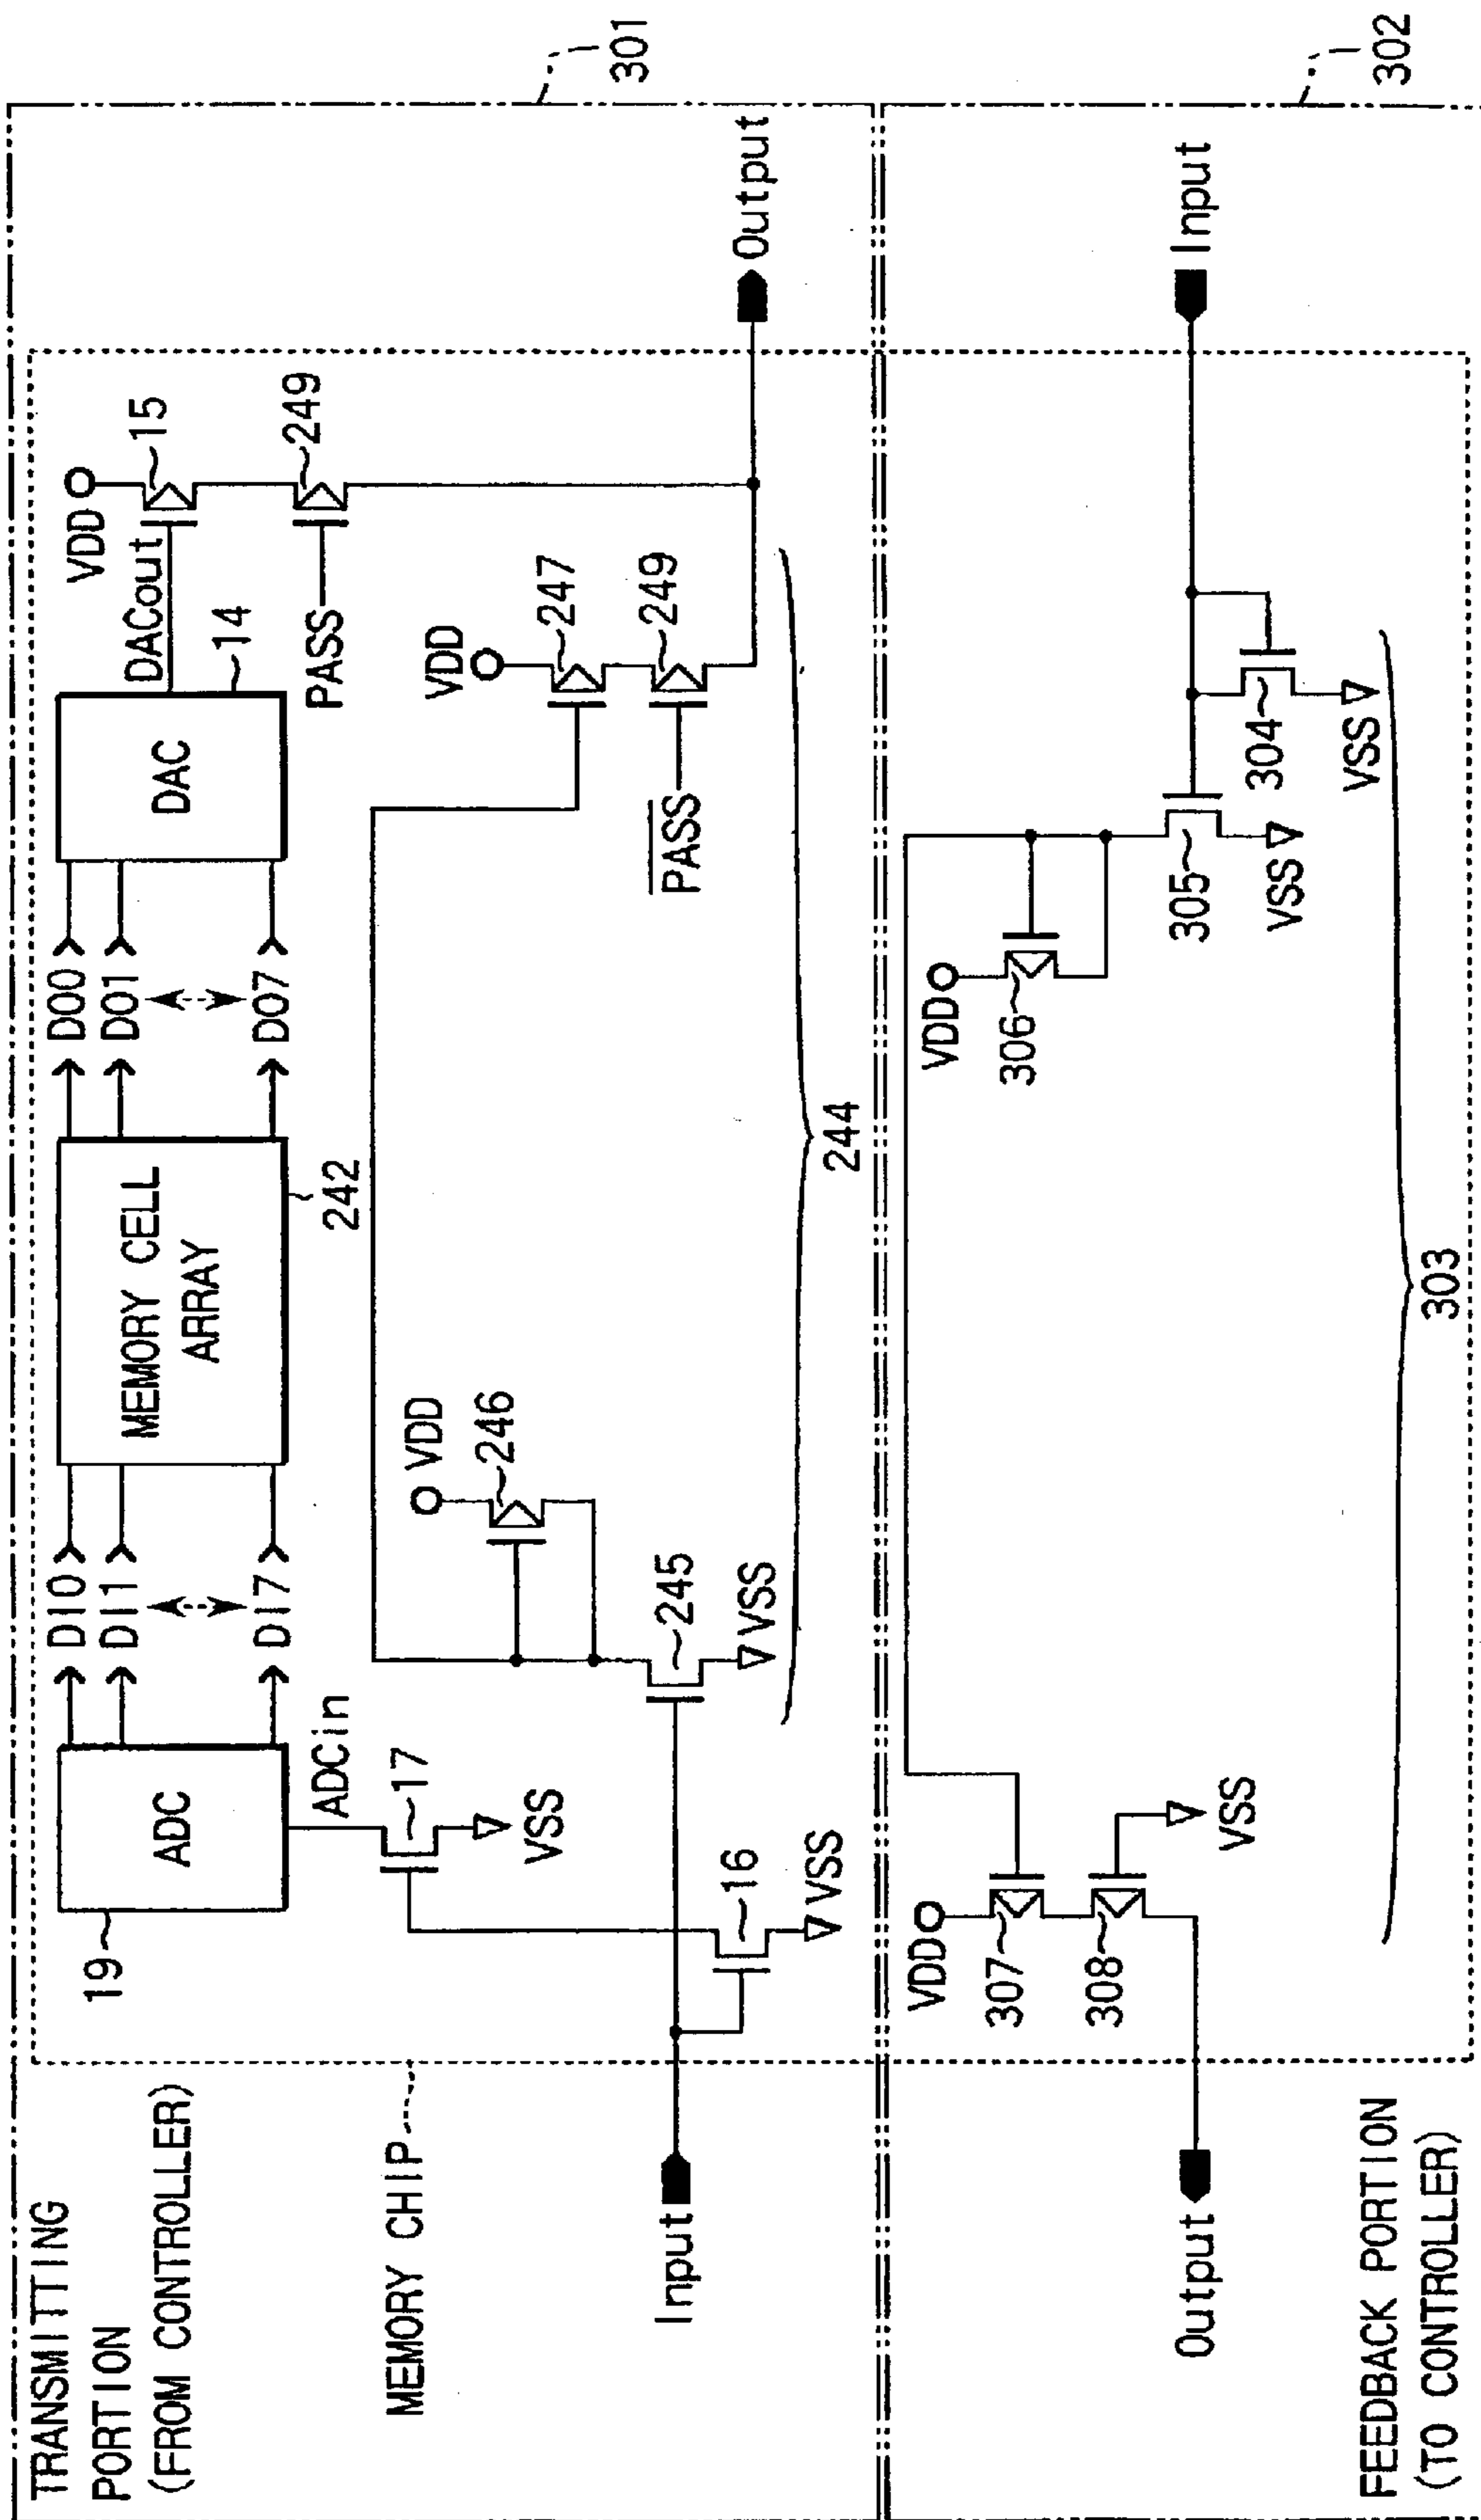 TRANSMITTING
PORTION
(FROM CONTROLLER)
MEMORY CHIP
19
ADC
ADCin
17
VSS
16
VSS
Input
DI0
DI1
DI7
MEMORY CELL
ARRAY
242
VDD
246
245
VSS
244
DO0
DO1
DO7
DAC
14
DACout
VDD
15
249
PASS
VDD
247
249
PASS
Output
301
FEEDBACK PORTION
(TO CONTROLLER)
Output
VDD
307
308
VSS
303
VDD
306
305
VSS
304
VSS
Input
302